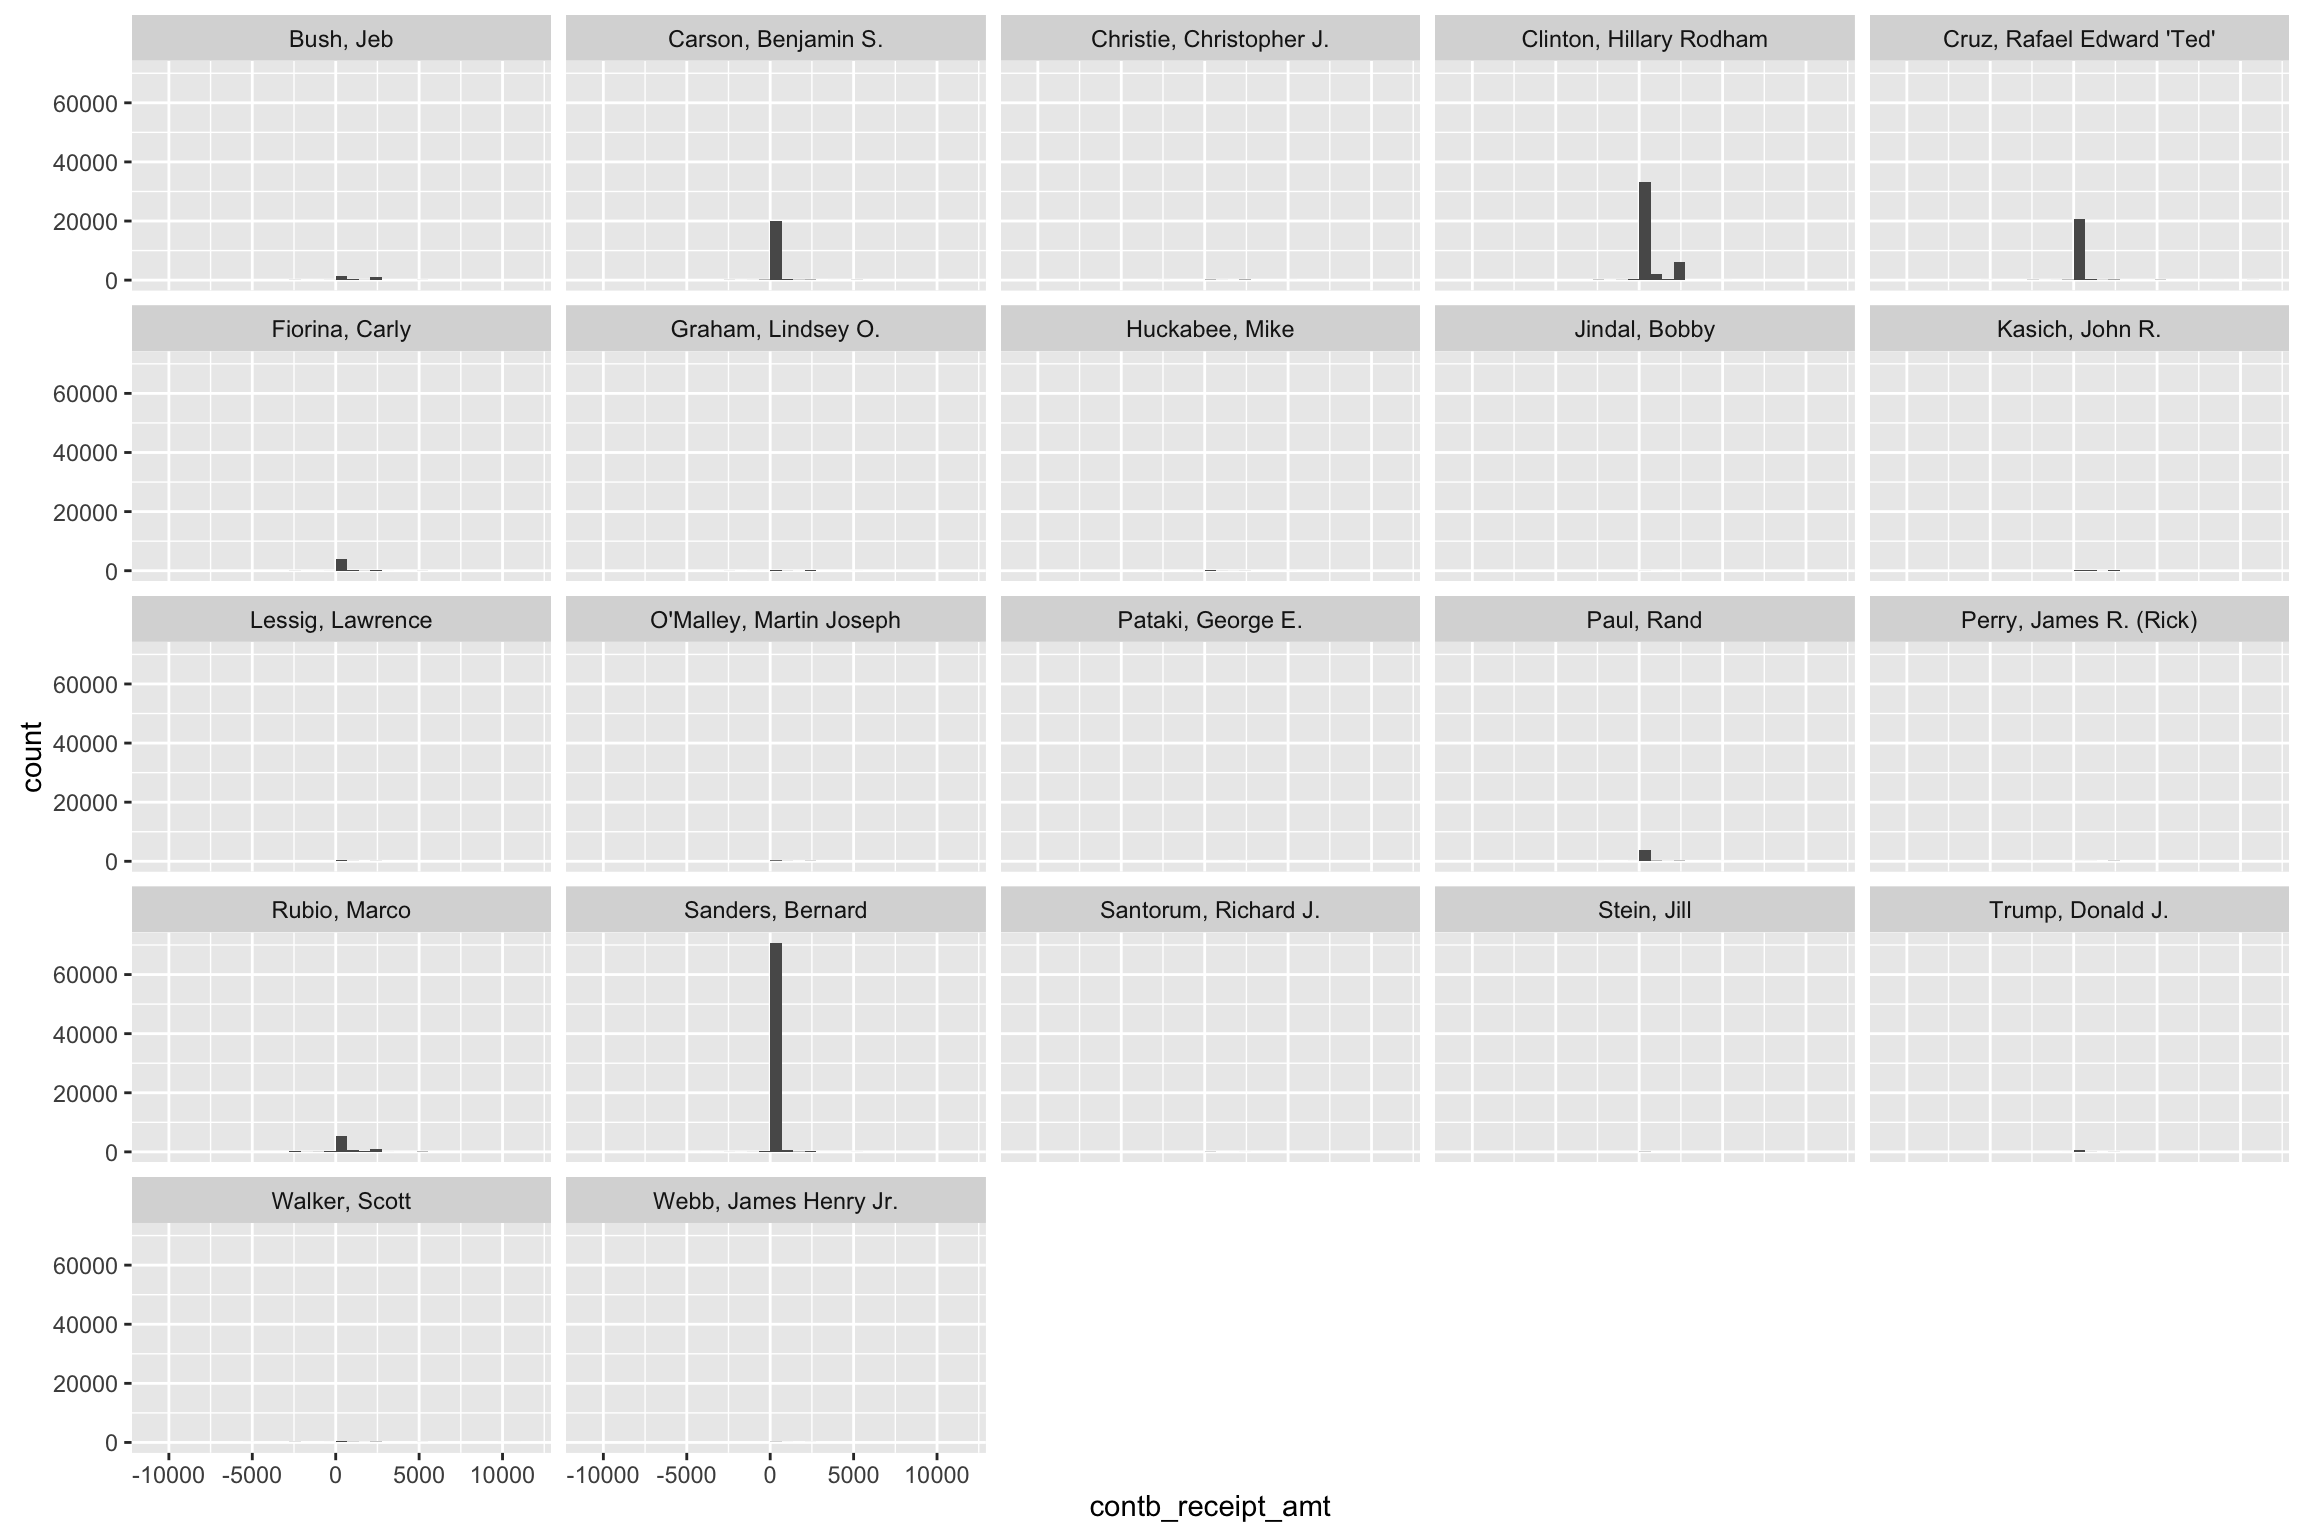 Bush, Jeb
Carson, Benjamin S.
Christie, Christopher J.
Clinton, Hillary Rodham
Cruz, Rafael Edward 'Ted'
60000
40000
20000
0
Fiorina, Carly
Graham, Lindsey O.
Huckabee, Mike
Jindal, Bobby
Kasich, John R.
60000
40000
20000
0
Lessig, Lawrence
O'Malley, Martin Joseph
Pataki, George E.
Paul, Rand
Perry, James R. (Rick)
60000
40000
20000
0
count
Rubio, Marco
Sanders, Bernard
Santorum, Richard J.
Stein, Jill
Trump, Donald J.
60000
40000
20000
0
Walker, Scott
Webb, James Henry Jr.
60000
40000
20000
0
-10000 -5000 0 5000 10000
-10000 -5000 0 5000 10000
contb_receipt_amt